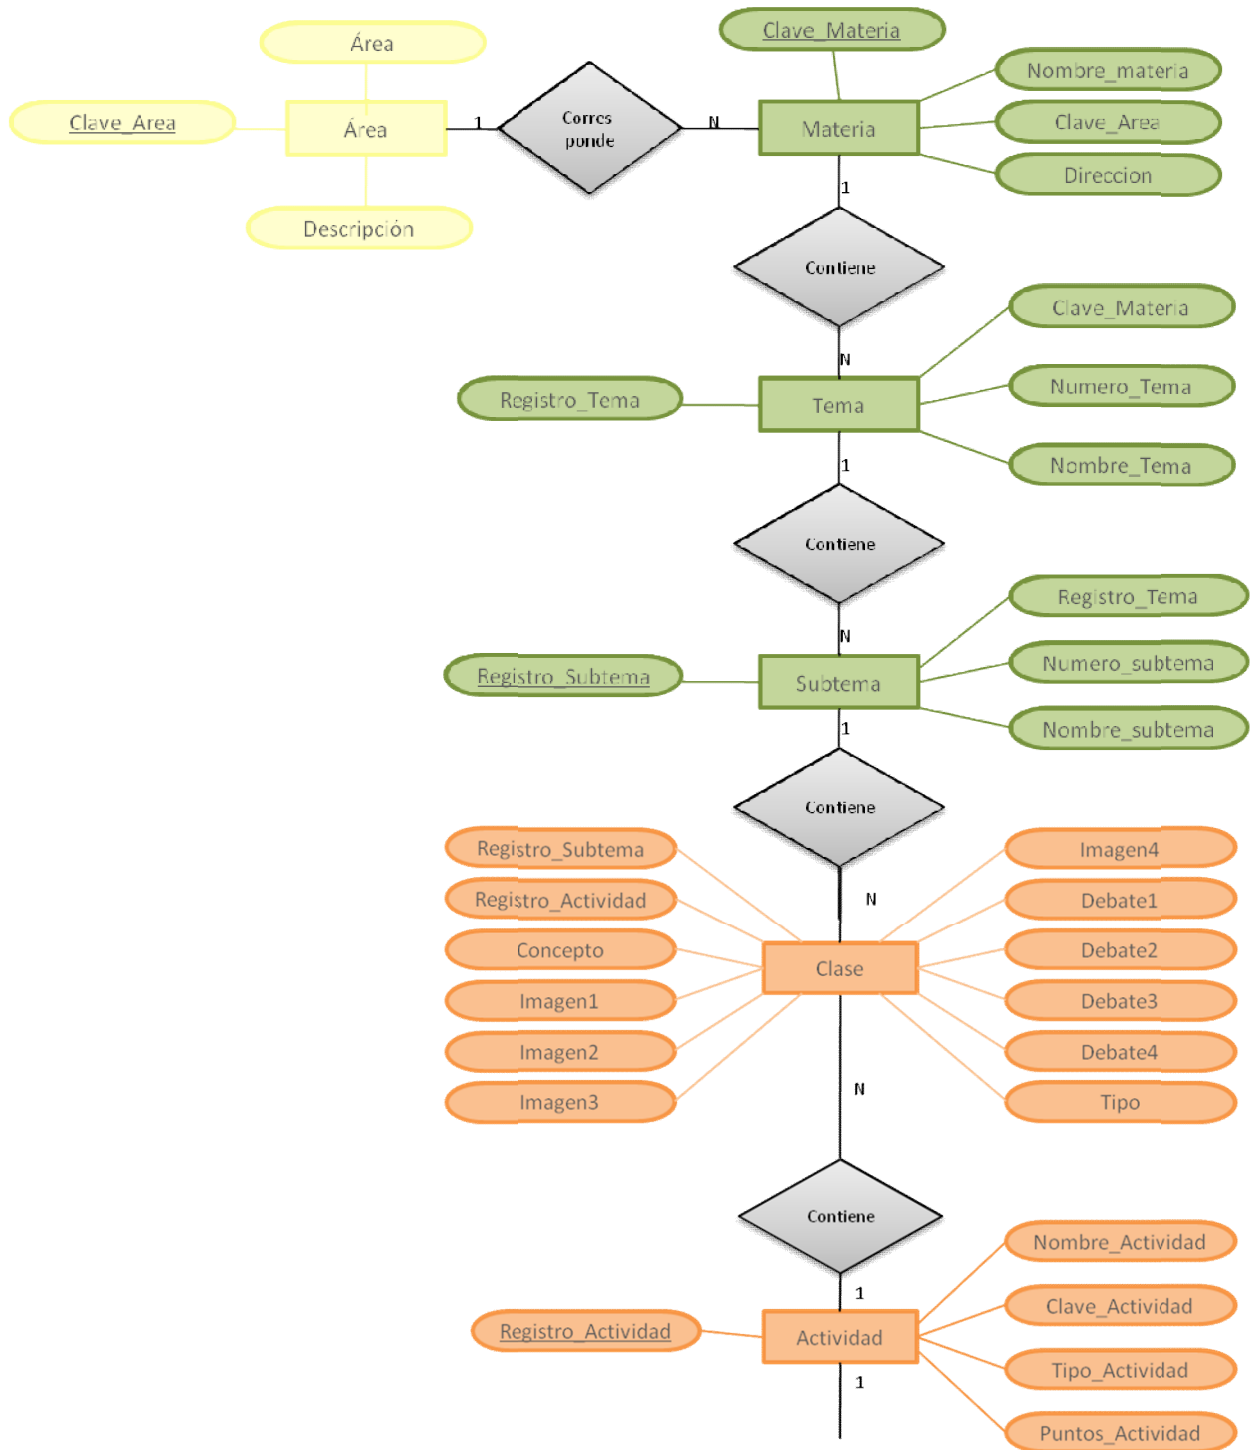 Clave_Materia
Área
Nombre_materia
Clave_Area
Área
1
Corres
ponde
N
Materia
Clave_Area
Direccion
1
Descripción
Contiene
Clave_Materia
N
Registro_Tema
Tema
Numero_Tema
1
Nombre_Tema
Contiene
Registro_Tema
N
Registro_Subtema
Subtema
Numero_subtema
1
Nombre_subtema
Contiene
Registro_Subtema
Imagen4
Registro_Actividad
N
Debate1
Concepto
Clase
Debate2
Imagen1
Debate3
Imagen2
Debate4
Imagen3
N
Tipo
Contiene
Nombre_Actividad
1
Clave_Actividad
Registro_Actividad
Actividad
Tipo_Actividad
1
Puntos_Actividad